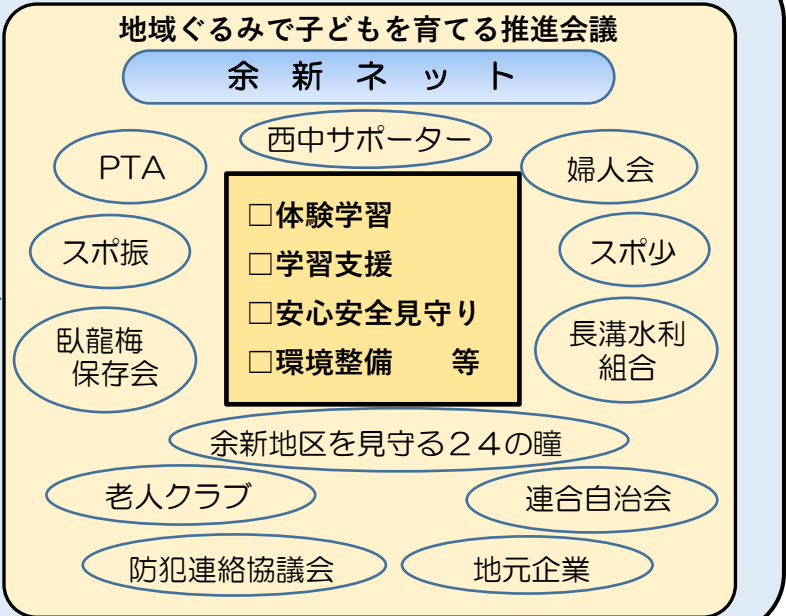 地域ぐるみで子どもを育てる推進会議
余 新 ネ ッ ト
西中サポーター
PTA
婦人会
□体験学習
□学習支援
□安心安全見守り
□環境整備　　等
スポ振
スポ少
臥龍梅
保存会
長溝水利
組合
余新地区を見守る２４の瞳
老人クラブ
連合自治会
防犯連絡協議会
地元企業